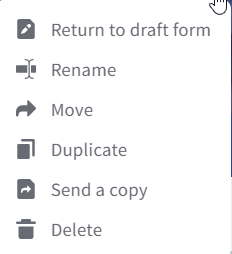 Return to draft form
Rename
Move
Duplicate
Send a copy
Delete